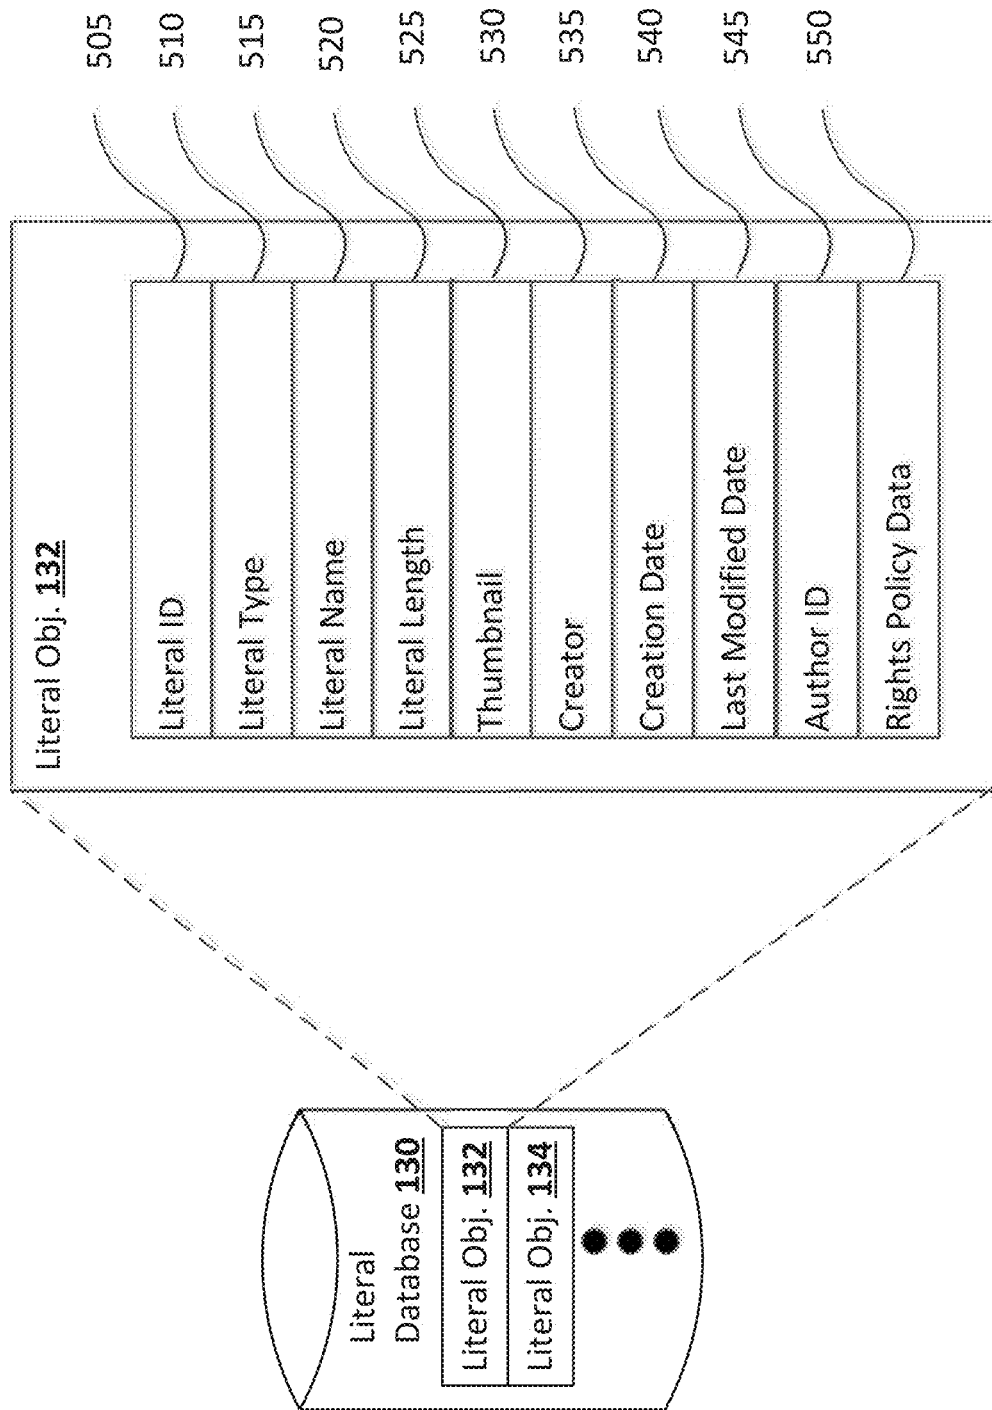 Literal
Database 130
Literal Obj. 132
Literal Obj. 134
Literal Obj. 132
Literal ID
Literal Type
Literal Name
Literal Length
Thumbnail
Creator
Creation Date
Last Modified Date
Author ID
Rights Policy Data
505
510
515
520
525
530
535
540
545
550